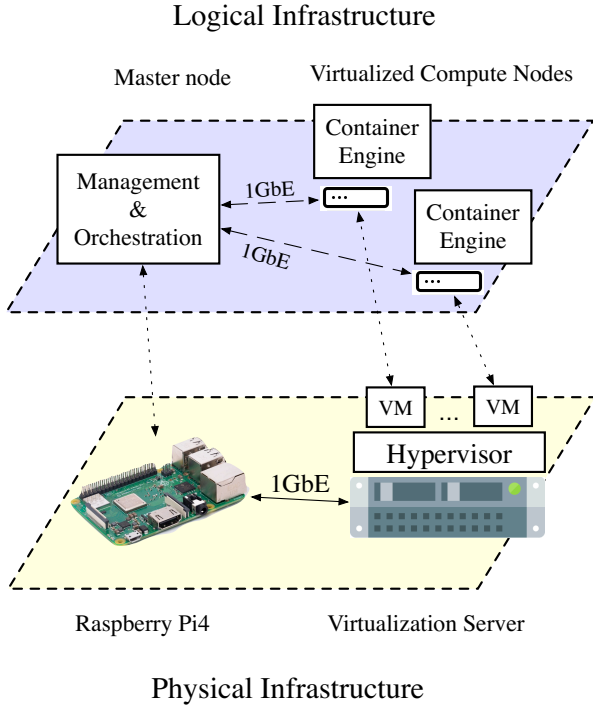 Logical Infrastructure
Master node
Virtualized Compute Nodes
Container
Engine
Management
&
Orchestration
1GbE
1GbE
Container
Engine
VM
...
VM
Hypervisor
1GbE
Raspberry Pi4
Virtualization Server
Physical Infrastructure